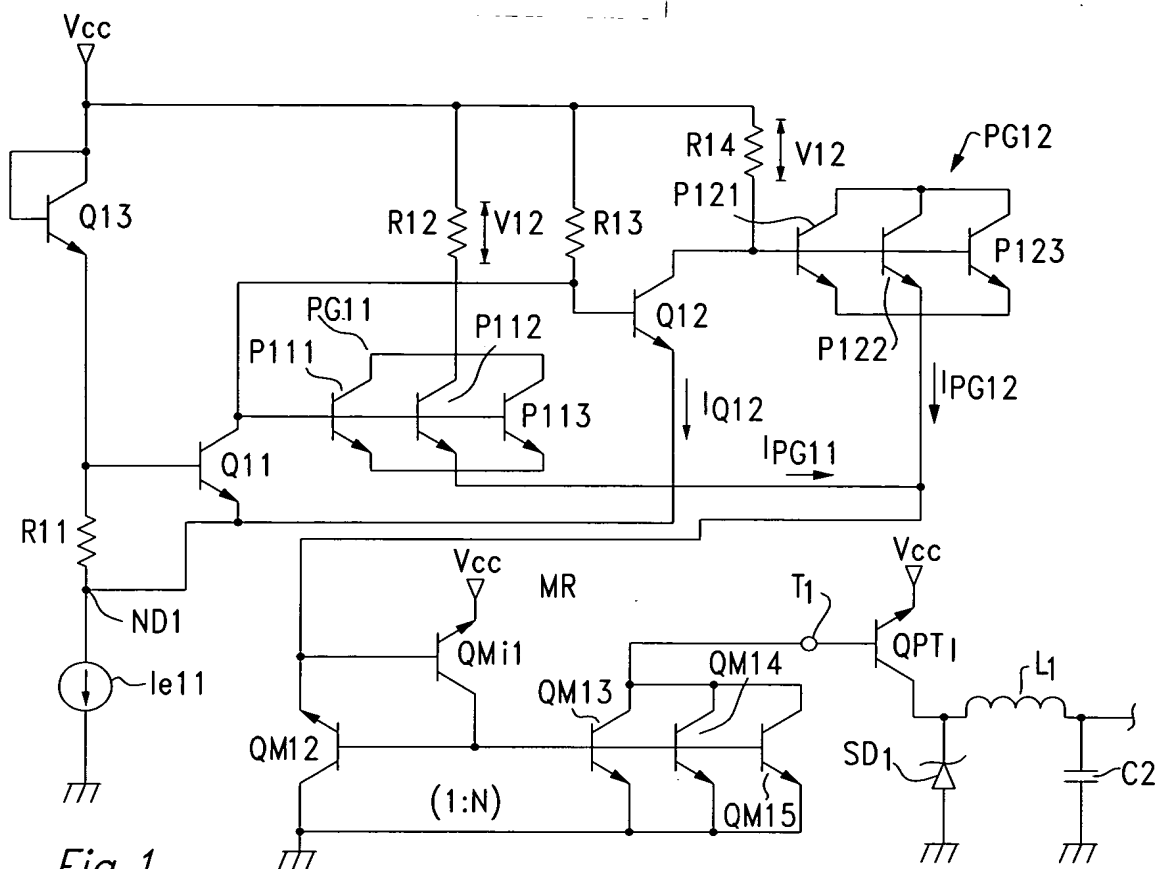 Vcc
R14
V12
PG12
P121
Q13
R12
V12
R13
P123
PG11
P112
Q12
P122
P111
IPG12
IQ12
P113
IPG11
Q11
R11
Vcc
Vcc
MR
T1
ND1
QMi1
QPT1
QM14
L1
Ie11
QM13
QM12
SD1
C2
(1:N)
QM15
Fig. 1